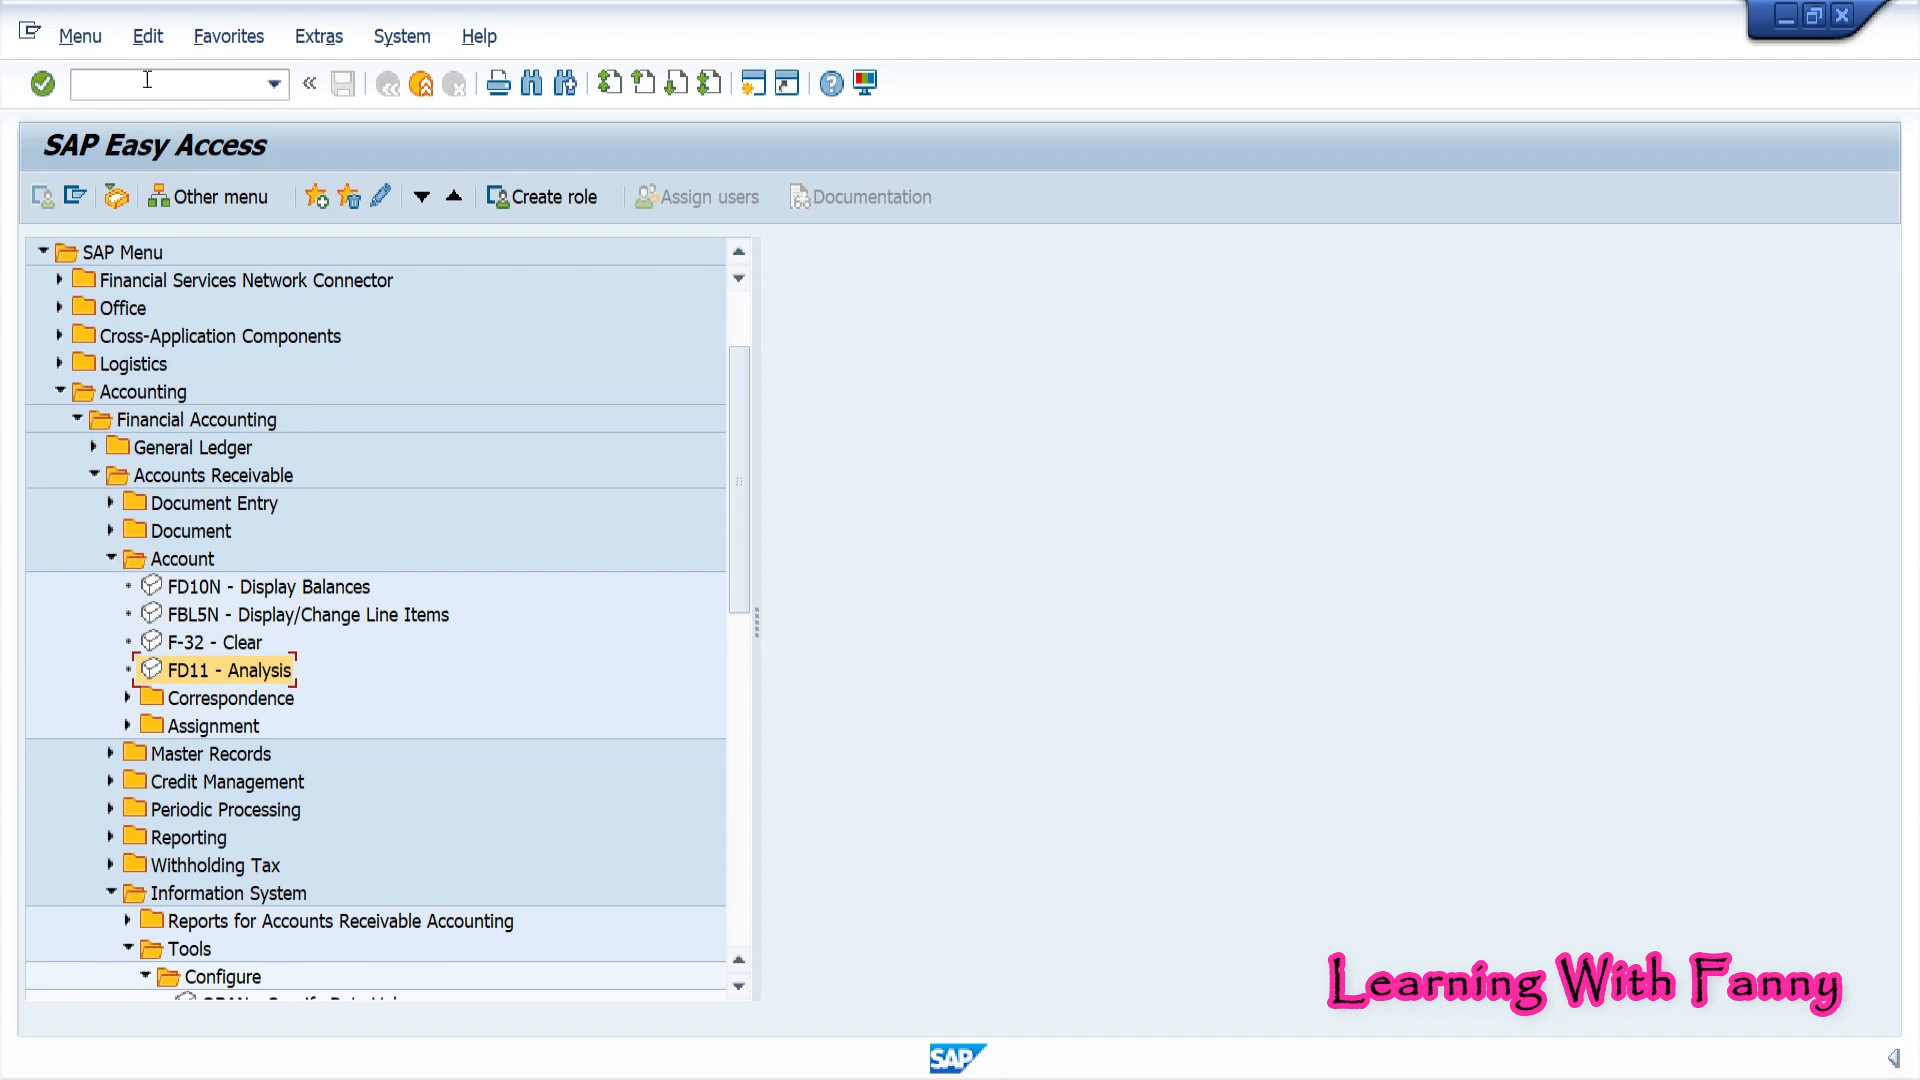 Menu Edit Favorites Extras System Help
SAP Easy Access
Other menu Create role Assign users Documentation
SAP Menu
Financial Services Network Connector
Office
Cross-Application Components
Logistics
Accounting
Financial Accounting
General Ledger
Accounts Receivable
Document Entry
Document
Account
FD10N - Display Balances
FBL5N - Display/Change Line Items
F-32 - Clear
FD11 - Analysis
Correspondence
Assignment
Master Records
Credit Management
Periodic Processing
Reporting
Withholding Tax
Information System
Reports for Accounts Receivable Accounting
Tools
Configure
Learning With Fanny
SAP